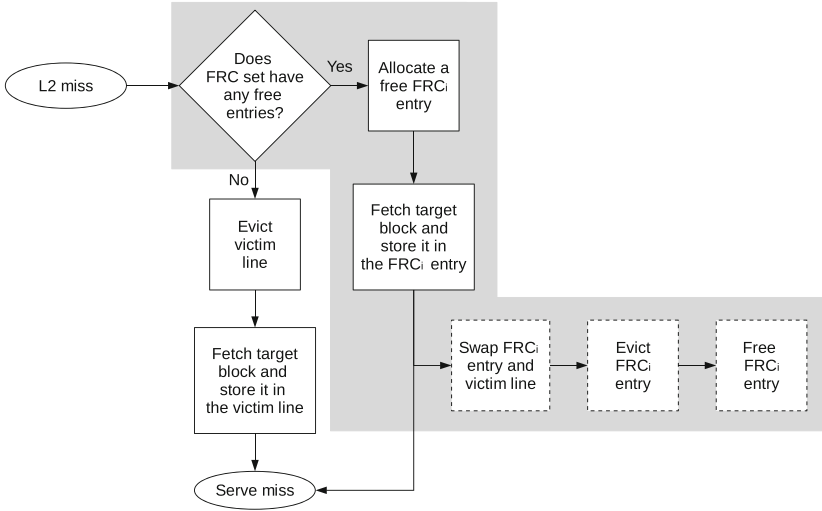 L2 miss
Does
FRC set have
any free
entries?
Yes
Allocate a
free FRCi
entry
No
Evict
victim
line
Fetch target
block and
store it in
the FRCi entry
Fetch target
block and
store it in
the victim line
Swap FRCi
entry and
victim line
Evict
FRCi
entry
Free
FRCi
entry
Serve miss